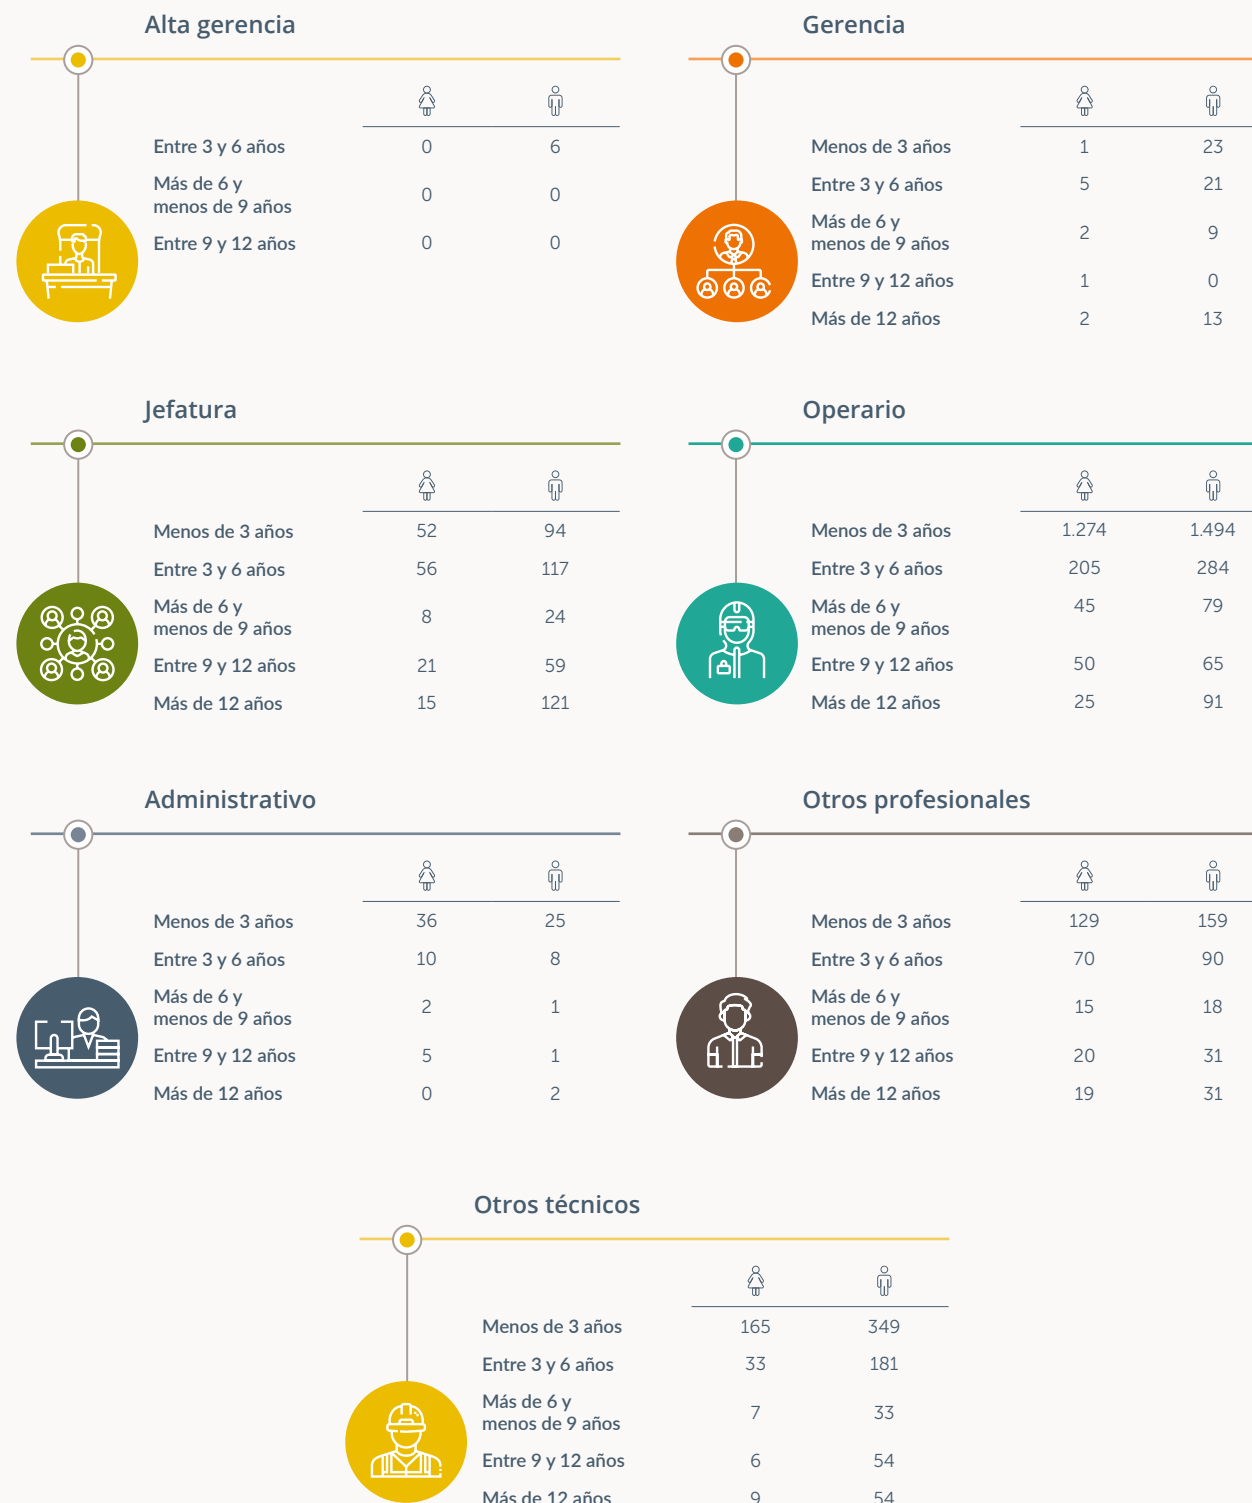 Alta gerencia
Entre 3 y 6 años 0 6
Más de 6 y
menos de 9 años 0 0
Entre 9 y 12 años 0 0
Gerencia
Menos de 3 años 1 23
Entre 3 y 6 años 5 21
Más de 6 y
menos de 9 años 2 9
Entre 9 y 12 años 1 0
Más de 12 años 2 13
Jefatura
Menos de 3 años 52 94
Entre 3 y 6 años 56 117
Más de 6 y
menos de 9 años 8 24
Entre 9 y 12 años 21 59
Más de 12 años 15 121
Operario
Menos de 3 años 1.274 1.494
Entre 3 y 6 años 205 284
Más de 6 y 45 79
menos de 9 años
Entre 9 y 12 años 50 65
Más de 12 años 25 91
Administrativo
Menos de 3 años 36 25
Entre 3 y 6 años 10 8
Más de 6 y
menos de 9 años 2 1
Entre 9 y 12 años 5 1
Más de 12 años 0 2
Otros profesionales
Menos de 3 años 129 159
Entre 3 y 6 años 70 90
Más de 6 y
menos de 9 años 15 18
Entre 9 y 12 años 20 31
Más de 12 años 19 31
Otros técnicos
Menos de 3 años 165 349
Entre 3 y 6 años 33 181
Más de 6 y
menos de 9 años 7 33
Entre 9 y 12 años 6 54
Más de 12 años 9 54